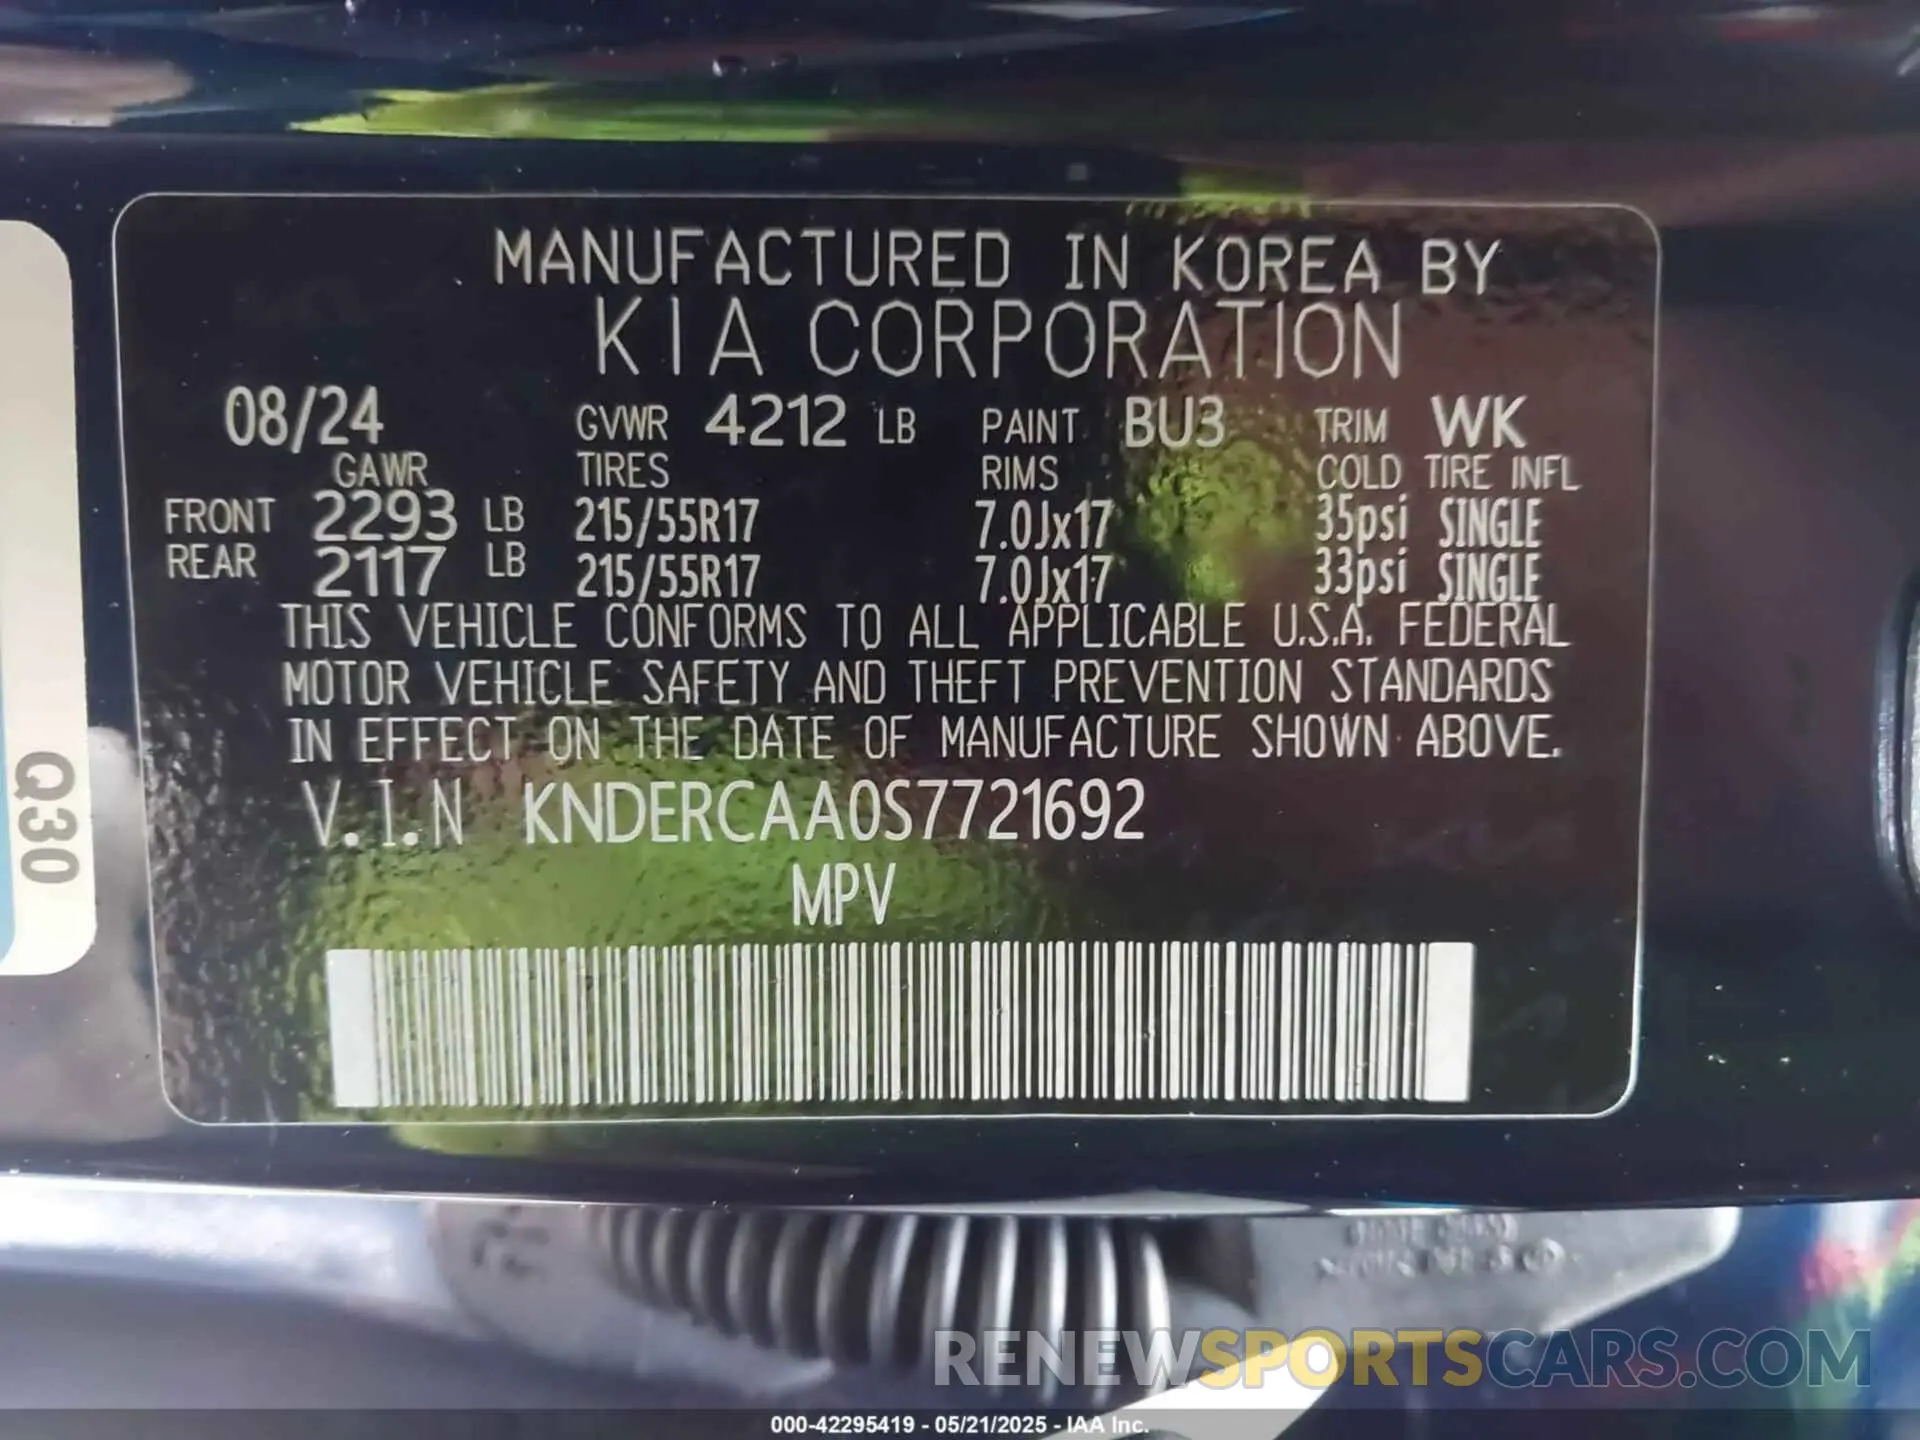 MANUFACTURED IN KOREA BY
KIA CORPORATION
08/24 GVWR 4212 LB PAINT BU3 TRIM WK
GAWR TIRES RIMS COLD TIRE INFL
FRONT 2293 LB 215/55R17 7.0Jx17 35psi SINGLE
REAR 2117 LB 215/55R17 7.0Jx17 33psi SINGLE
THIS VEHICLE CONFORMS TO ALL APPLICABLE U.S.A. FEDERAL
MOTOR VEHICLE SAFETY AND THEFT PREVENTION STANDARDS
IN EFFECT ON THE DATE OF MANUFACTURE SHOWN ABOVE.
V.I.N KNDERCAA0S7721692
MPV
Q30
RENEWSPORTSCARS.COM
000-42295419 - 05/21/2025 - IAA Inc.